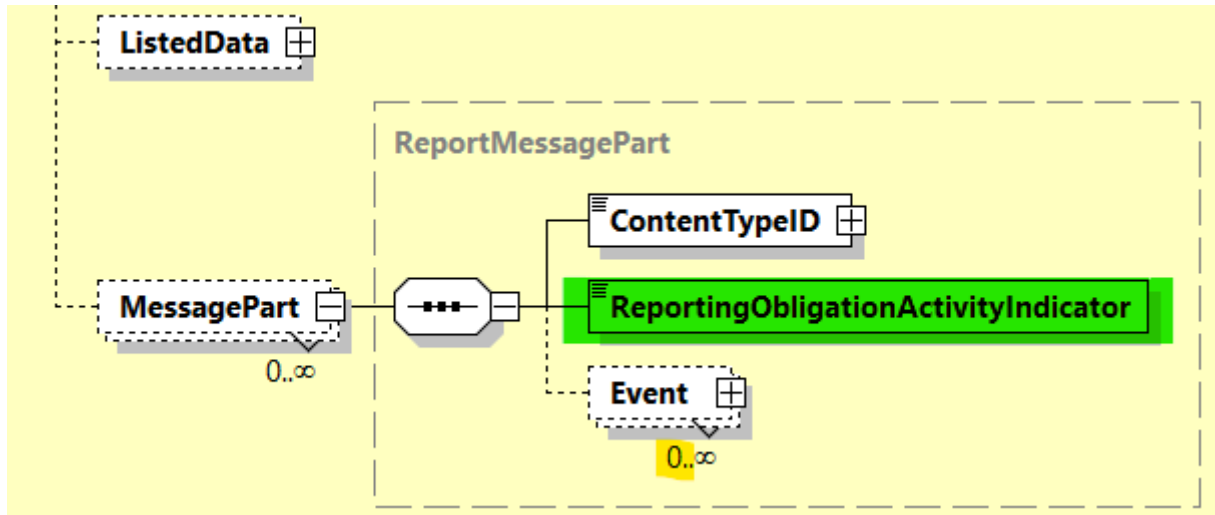 ListedData
ReportMessagePart
ContentTypeID
MessagePart
ReportingObligationActivityIndicator
0..∞
Event
0..∞